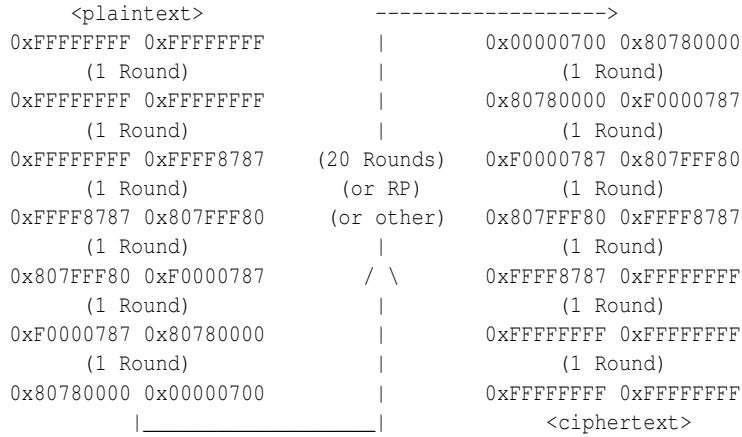 <plaintext> ------------------->
0xFFFFFFFF 0xFFFFFFFF | 0x00000700 0x80780000
(1 Round) | (1 Round)
0xFFFFFFFF 0xFFFFFFFF | 0x80780000 0xF0000787
(1 Round) | (1 Round)
0xFFFFFFFF 0xFFFF8787 (20 Rounds) 0xF0000787 0x807FFF80
(1 Round) (or RP) (1 Round)
0xFFFF8787 0x807FFF80 (or other) 0x807FFF80 0xFFFF8787
(1 Round) | (1 Round)
0x807FFF80 0xF0000787 / \ 0xFFFF8787 0xFFFFFFFF
(1 Round) | (1 Round)
0xF0000787 0x80780000 | 0xFFFFFFFF 0xFFFFFFFF
(1 Round) | (1 Round)
0x80780000 0x00000700 | 0xFFFFFFFF 0xFFFFFFFF
|____________________| <ciphertext>